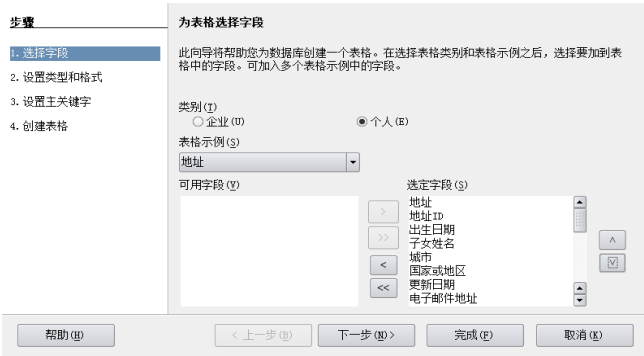 步骤
1. 选择字段
2. 设置类型和格式
3. 设置主关键字
4. 创建表格
为表格选择字段
此向导将帮助您为数据库创建一个表格。在选择表格类别和表格示例之后，选择要加到表
格中的字段。可加入多个表格示例中的字段。
类别(T)
企业(U)
个人(E)
表格示例(S)
地址
可用字段(V)
选定字段(S)
>
>>
<
<<
地址
地址ID
出生日期
子女姓名
城市
国家或地区
更新日期
电子邮件地址
^
v
帮助(H)
< 上一步(B)
下一步(N)>
完成(F)
取消(K)